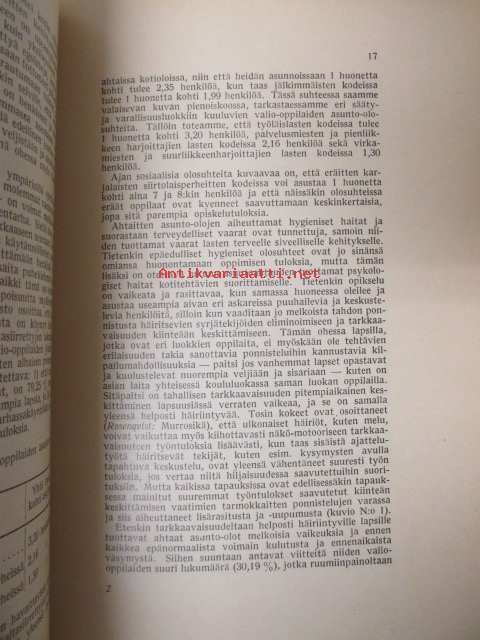 17
ahtaissa kotioloissa, niin että heidän asunnoissaan 1 huonetta
kohti tulee 2,35 henkilöä, kun taas jälkimmäisten kodeissa
tulee 1 huonetta kohti 1,99 henkilöä. Tässä suhteessa saamme
valaisevan kuvan pienoiskoossa, tarkastaessamme eri sääty-
ja varallisuusluokkiin kuuluvien valio-oppilaiden asunto-olo-
suhteita. Tällöin toteamme, että työläislasten kodeissa tulee
1 huonetta kohti 3,20 henkilöä, palvelusmiesten ja pienliik-
keen harjoittajien lasten kodeissa 2,16 henkilöä sekä virka-
miesten ja suurliikkeenharjoittajien lasten kodeissa 1,30
henkilöä.
Ajan sosiaalisia olosuhteita kuvaavaa on, että eräitten kar-
jalaisten siirtolaisperheitten kodeissa voi asustaa 1 huonetta
kohti aina 7 ja 8:kin henkilöä ja että näissäkin olosuhteissa
eräät oppilaat ovat kyenneet saavuttamaan keskinkertaisia,
jopa sitä parempia opiskelutuloksia.
Ahtaitten asunto-olojen aiheuttamat hygieniset haitat ja
suorastaan terveydelliset vaarat ovat tunnettuja, samoin nii-
den tuottamat vaarat lasten terveelle siveelliselle kehitykselle.
Tietenkin epäedulliset hygieniset olosuhteet ovat jo sinänsä
omiansa huonontamaan oppimisen tuloksia, mutta tämän
lisäksi on otettava
Antikvariaatti.net
tuottamat psykolo-
giset haitat kotitehtävien suorittamiselle. Tietenkin opiskelu
on vaikeata ja rasittavaa, kun samassa huoneessa oleilee ja
asustaa useampia aivan eri askareissa puuhailevia ja keskuste-
levia henkilöitä, silloin kun vaaditaan jo melkoista tahdon pon-
nistusta häiritsevien syrjätekijöiden eliminoimiseen ja tarkkaa-
vaisuuden kiintelään keskittämiseen. Tämän ohessa lapsilla,
jotka ovat eri luokkien oppilaita, ei myöskään ole tehtävien
erilaisuuden takia sanottavia ponnisteluihin kannustavia kil-
pailumahdollisuuksia — paitsi jos vanhemmat lapset opastavat
ja kuulustelevat nuorempia veljiään ja sisariaan — kuten on
asian laita yhteisessä koululuokassa saman luokan oppilailla.
Sitäpaitsi on tahallisen tarkkaavaisuuden pitempiaikainen kes-
kittäminen lapsuusiässä verraten vaikeaa, ja se on samalla
yleensä helposti häiriintyvää. Tosin kokeet ovat osoittaneet
(Rosenqvist: Murrosikä), että ulkonaiset häiriöt, kuten melu,
voivat vaikuttaa myös kiihottavasti näkö-motooriseen tarkkaa-
vaisuuteen työntuloksia lisäävästi, kun taas sisäistä ajattelu-
työtä häiritsevät tekijät, kuten esim. kysymysten avulla
tapahtuva keskustelu, ovat yleensä vähentäneet suuresti työn
tuloksia, jos vertaa niitä hiljaisuudessa saavutettuihin suori-
tuksiin. Mutta kaikissa tapauksissa ovat edellisessäkin tapauk-
sessa mainitut suuremmat työntulokset saavutetut kiinteän
keskittämisen vaatimien tarmokkaitten ponnistelujen varassa
ja siis aiheuttaneet lisärasitusta ja -uupumusta (kuvio N:o 1).
Etenkin tarkkaavaisuudeltaan helposti häiriintyville lapsille
tuottavat ahtaat asunto-olot melkoisia vaikeuksia ja ennen
kaikkea epänormaalista voimain kulutusta ja ennenaikaista
väsymystä. Siihen suuntaan antavat viitteitä niiden valio-
oppilaiden suuri lukumäärä (30,19 %), jotka ruumiinpainoltaan
2